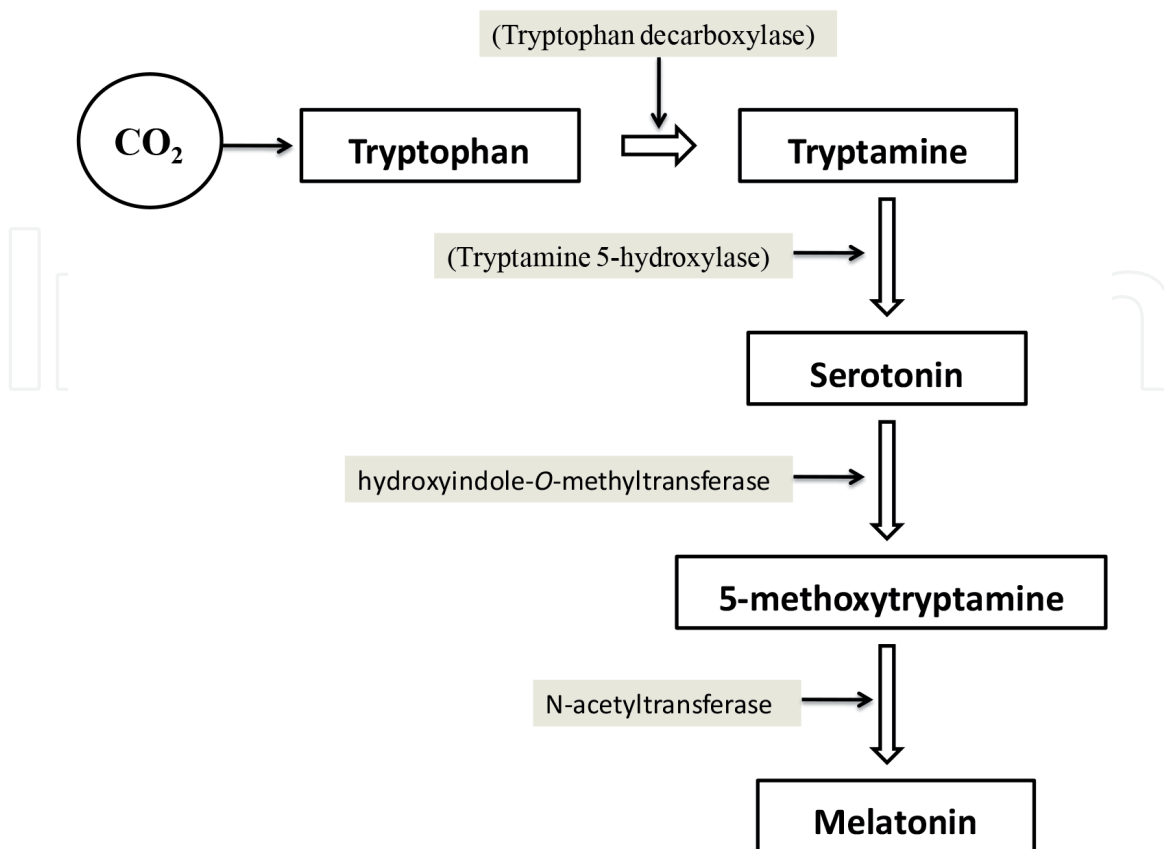 (Tryptophan decarboxylase)
CO₂
Tryptophan
Tryptamine
(Tryptamine 5-hydroxylase)
Serotonin
hydroxyindole-O-methyltransferase
5-methoxytryptamine
N-acetyltransferase
Melatonin